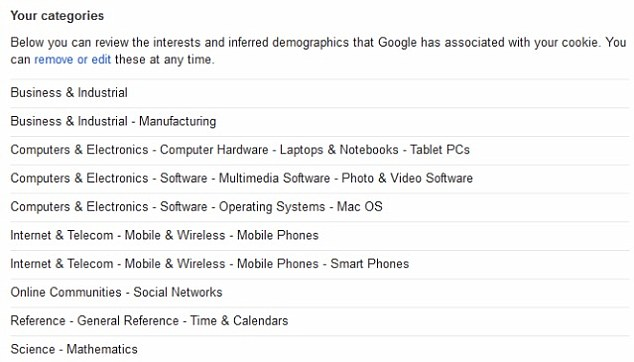 Your categories
Below you can review the interests and inferred demographics that Google has associated with your cookie. You
can remove or edit these at any time.
Business & Industrial
Business & Industrial - Manufacturing
Computers & Electronics - Computer Hardware - Laptops & Notebooks - Tablet PCs
Computers & Electronics - Software - Multimedia Software - Photo & Video Software
Computers & Electronics - Software - Operating Systems - Mac OS
Internet & Telecom - Mobile & Wireless - Mobile Phones
Internet & Telecom - Mobile & Wireless - Mobile Phones - Smart Phones
Online Communities - Social Networks
Reference - General Reference - Time & Calendars
Science - Mathematics